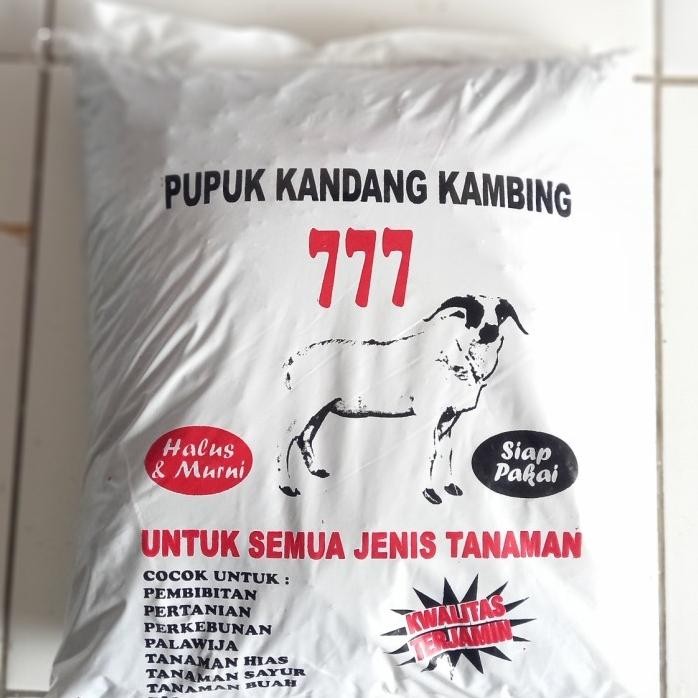 PUPUK KANDANG KAMBING
777
Halus
& Murni
Siap
Pakai
UNTUK SEMUA JENIS TANAMAN
COCOK UNTUK :
PEMBIBITAN
PERTANIAN
PERKEBUNAN
PALAWIJA
TANAMAN HIAS
TANAMAN SAYUR
TANAMAN BUAH
KWALITAS
TERJAMIN